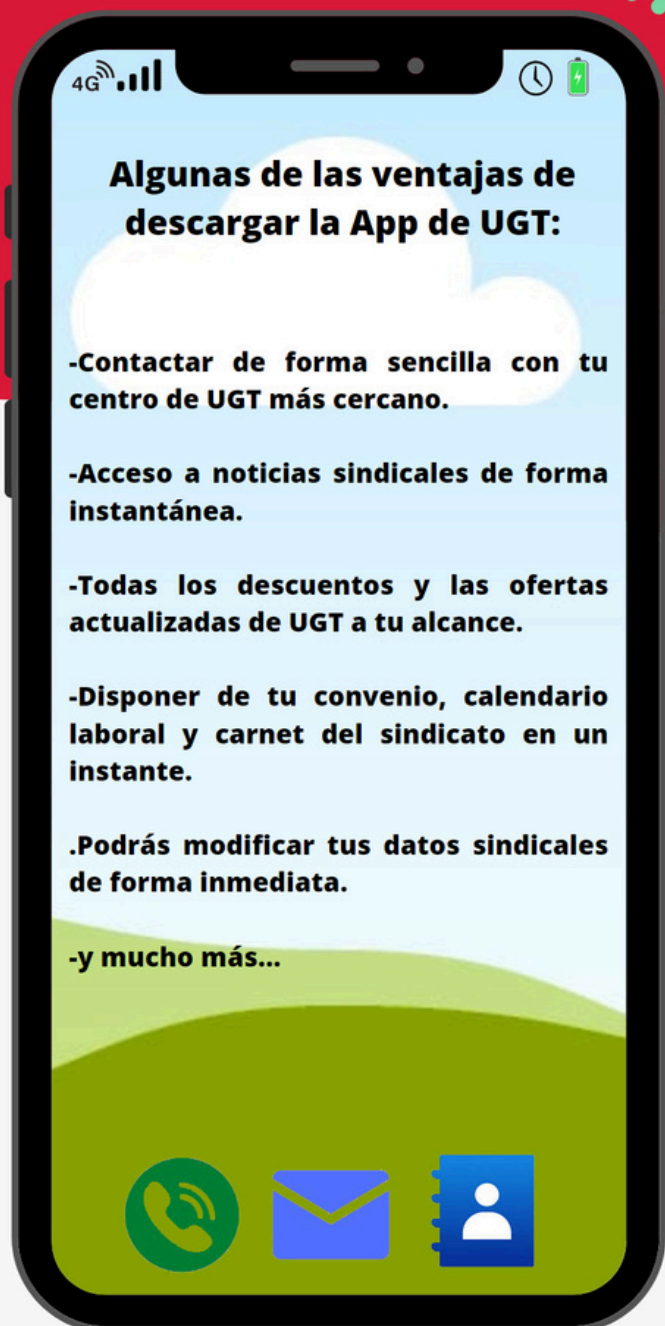 4G
Algunas de las ventajas de
descargar la App de UGT:
-Contactar de forma sencilla con tu
centro de UGT más cercano.
-Acceso a noticias sindicales de forma
instantánea.
-Todas los descuentos y las ofertas
actualizadas de UGT a tu alcance.
-Disponer de tu convenio, calendario
laboral y carnet del sindicato en un
instante.
.Podrás modificar tus datos sindicales
de forma inmediata.
-y mucho más...